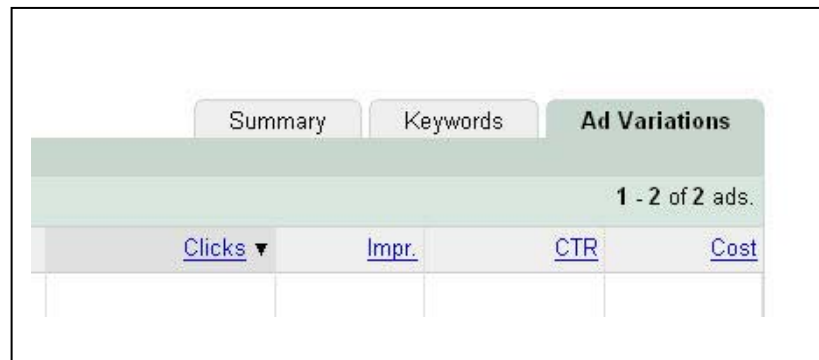 Summary Keywords Ad Variations
1 - 2 of 2 ads.
Clicks ▼ Impr. CTR Cost